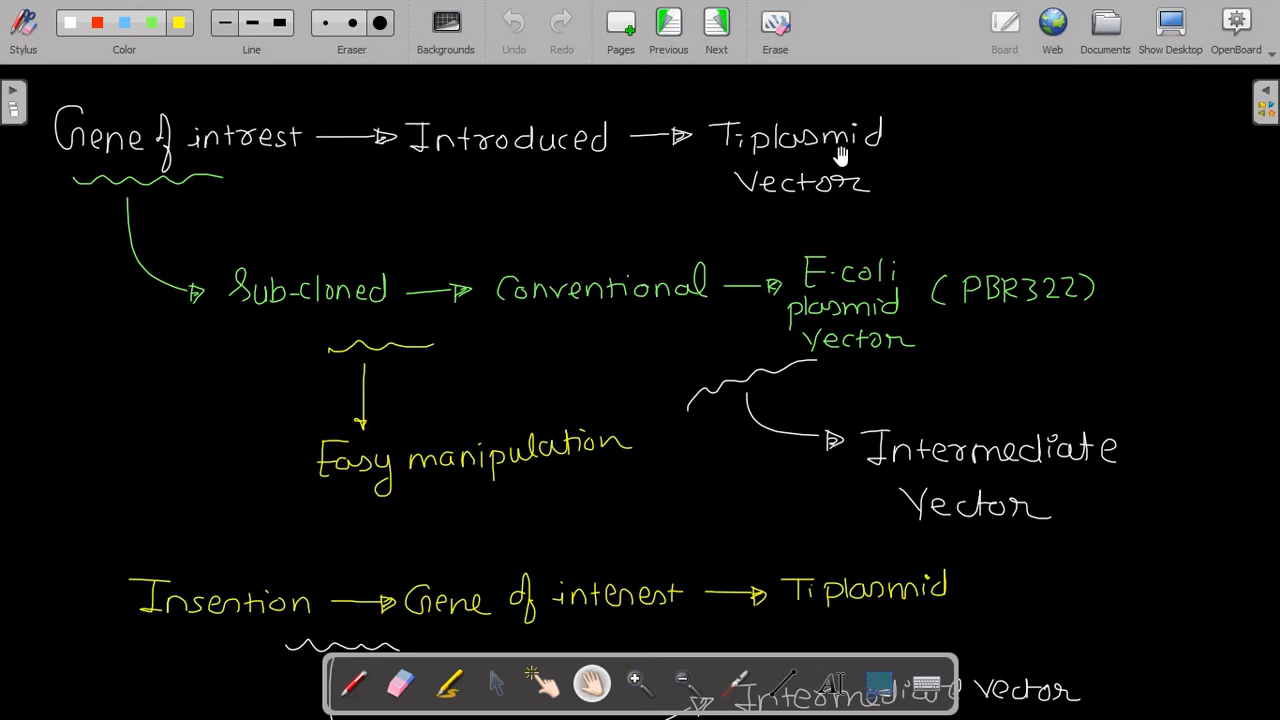 Stylus Color Line Eraser Backgrounds Undo Redo Pages Previous Next Erase Board Web Documents Show Desktop OpenBoard
Gene of intrest Introduced Ti plasmid
Vector
Sub-cloned Conventional E.coli
plasmid
vector
(PBR322)
Easy manipulation
Intermediate
Vector
Insention Gene of interest Ti plasmid
Intermediate vector